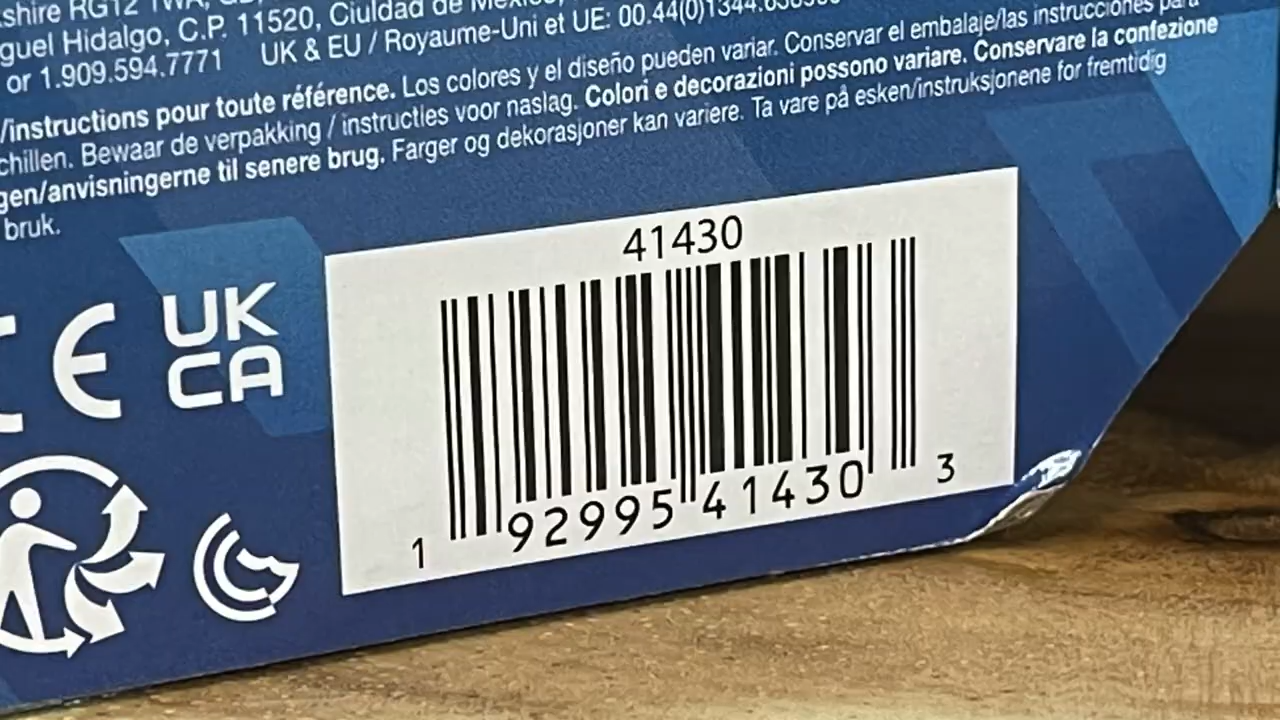 shire RG12 1WA,
guel Hidalgo, C.P. 11520, Ciuldad de México,
or 1.909.594.7771 UK & EU / Royaume-Uni et UE: 00.44(0)1344.
/instructions pour toute référence. Los colores y el diseño pueden variar. Conservar el embalaje/las instrucciones para
chillen. Bewaar de verpakking / instructies voor naslag. Colori e decorazioni possono variare. Conservare la confezione
gen/anvisningerne til senere brug. Farger og dekorasjoner kan variere. Ta vare på esken/instruksjonene for fremtidig
bruk.
CE
UK
CA
41430
1 92995 41430 3